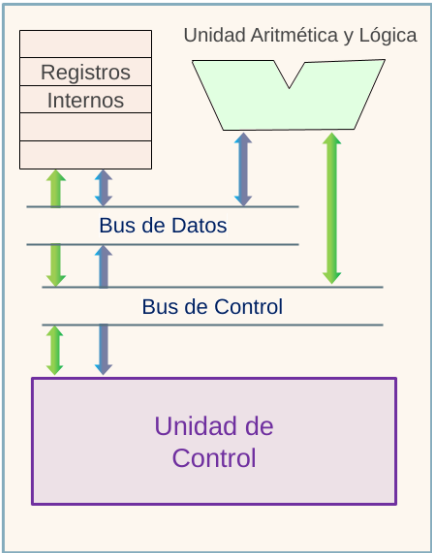 Unidad Aritmética y Lógica
Registros
Internos
Bus de Datos
Bus de Control
Unidad de
Control